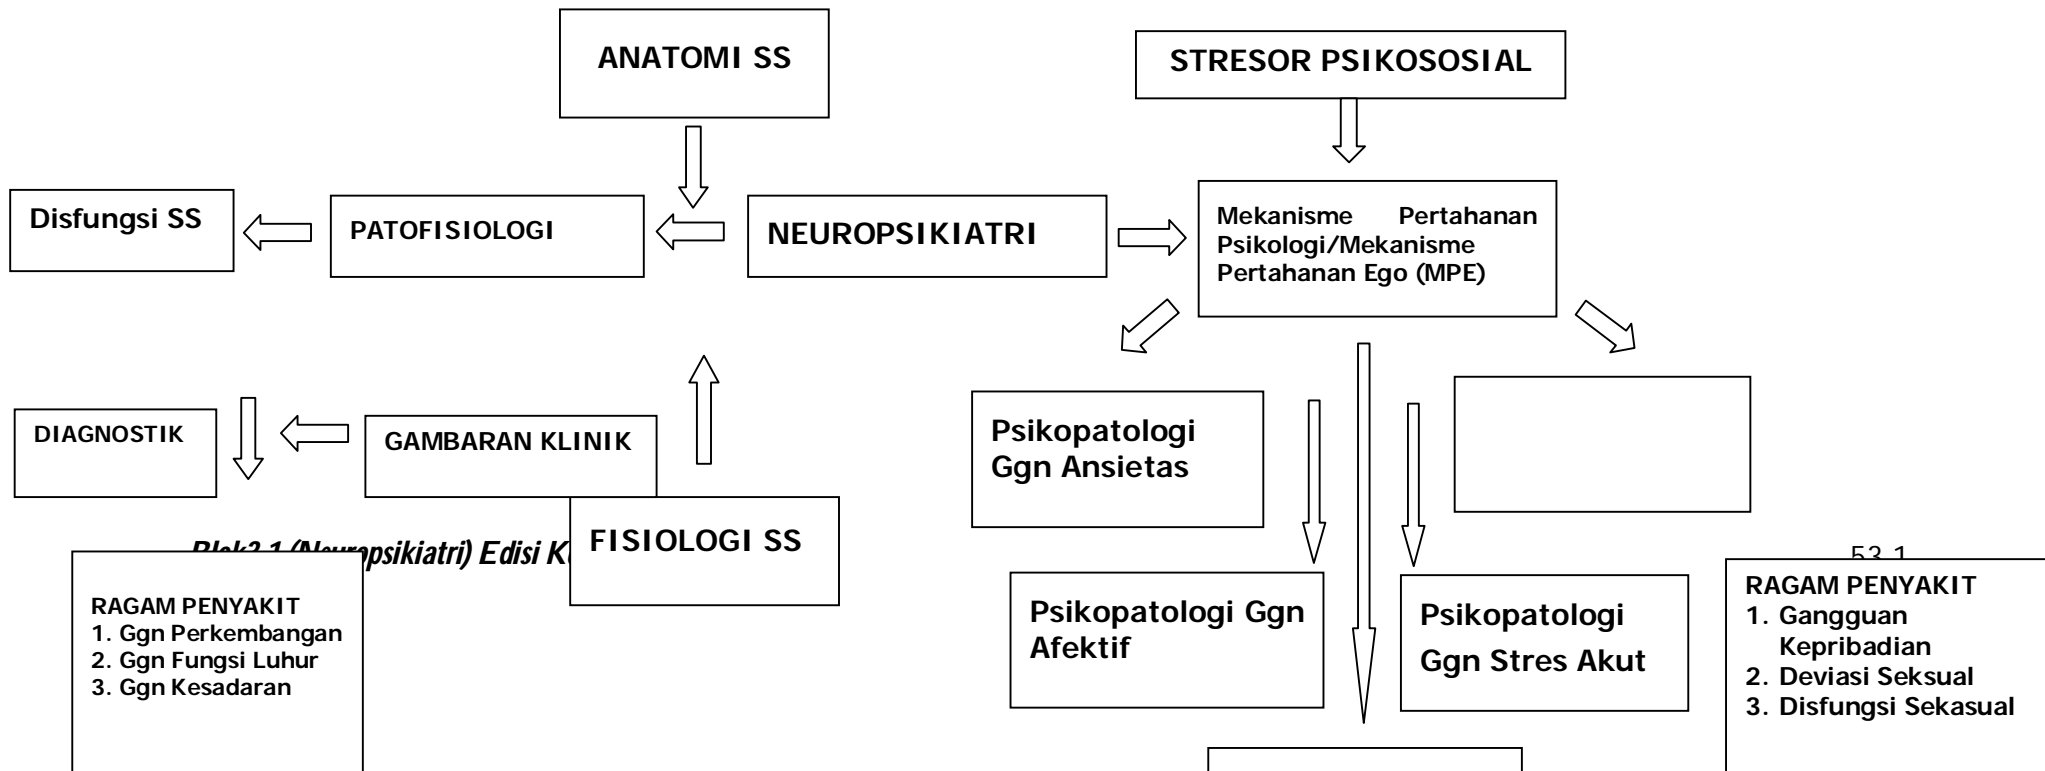 ANATOMI SS
STRESOR PSIKOSOSIAL
Disfungsi SS
PATOFISIOLOGI
NEUROPSIKIATRI
Mekanisme Pertahanan
Psikologi/Mekanisme
Pertahanan Ego (MPE)
DIAGNOSTIK
GAMBARAN KLINIK
Psikopatologi
Ggn Ansietas
FISIOLOGI SS
(Neuropsikiatri) Edisi
RAGAM PENYAKIT
1. Ggn Perkembangan
2. Ggn Fungsi Luhur
3. Ggn Kesadaran
Psikopatologi Ggn
Afektif
Psikopatologi
Ggn Stres Akut
RAGAM PENYAKIT
1. Gangguan
Kepribadian
2. Deviasi Seksual
3. Disfungsi Sekasual